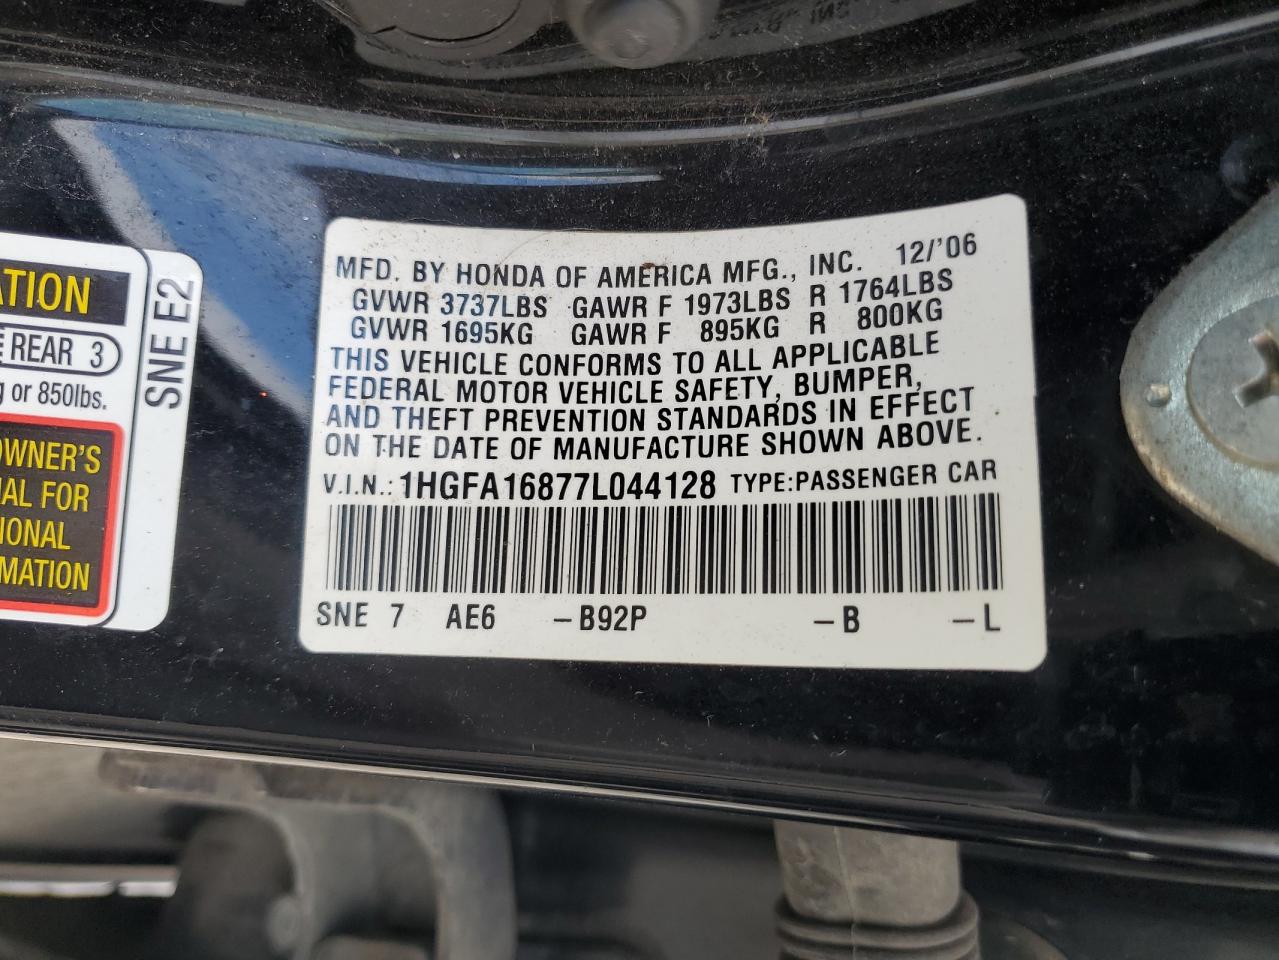 MFD. BY HONDA OF AMERICA MFG., INC. 12/'06
GVWR 3737LBS GAWR F 1973LBS R 1764LBS
GVWR 1695KG GAWR F 895KG R 800KG
THIS VEHICLE CONFORMS TO ALL APPLICABLE
FEDERAL MOTOR VEHICLE SAFETY, BUMPER,
AND THEFT PREVENTION STANDARDS IN EFFECT
ON THE DATE OF MANUFACTURE SHOWN ABOVE.
V.I.N.: 1HGFA16877L044128 TYPE:PASSENGER CAR
SNE 7 AE6 -B92P -B -L
ATION
REAR 3
g or 850lbs.
SNE E2
OWNER'S
AL FOR
IONAL
MATION